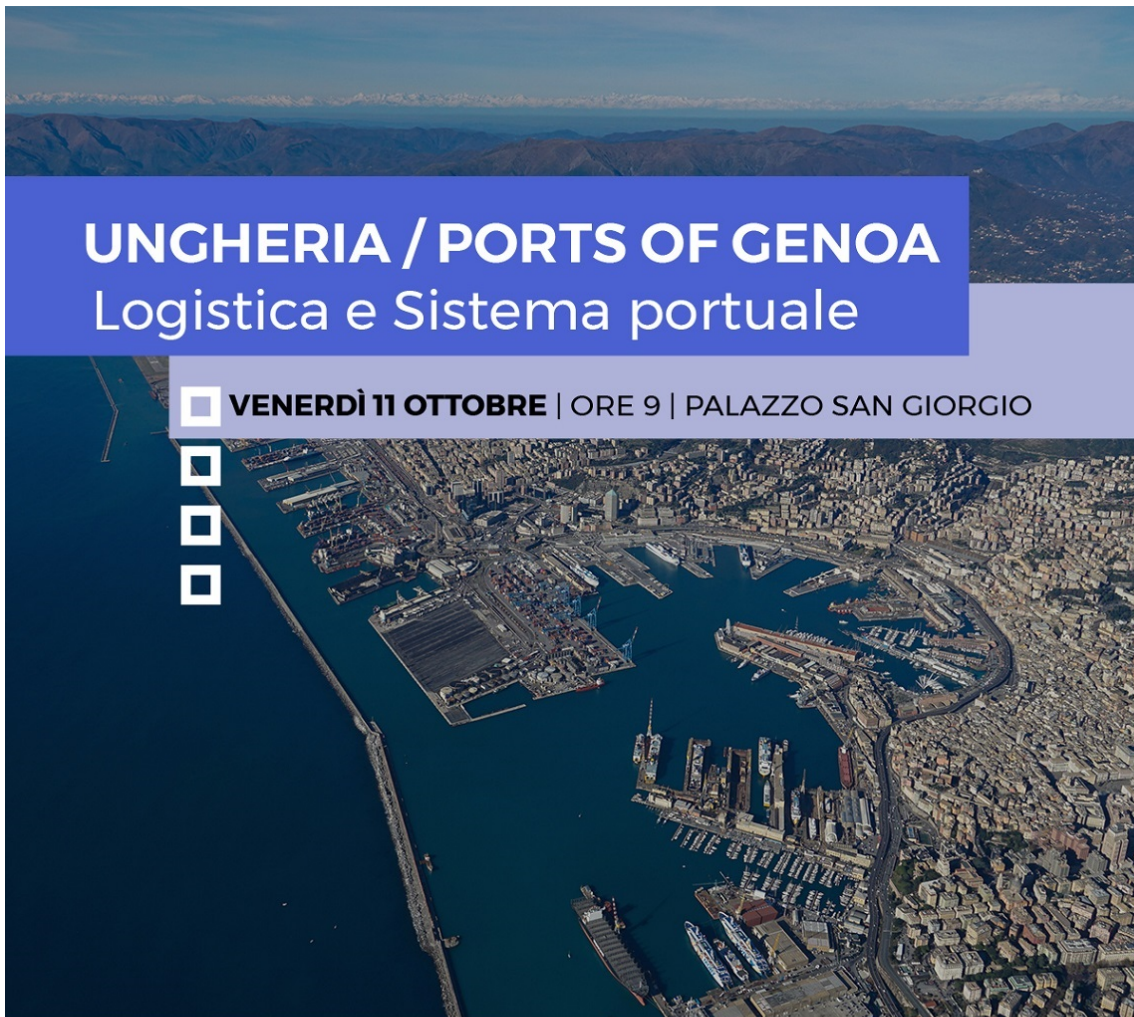 UNGHERIA / PORTS OF GENOA
Logistica e Sistema portuale
VENERDÌ 11 OTTOBRE | ORE 9 | PALAZZO SAN GIORGIO